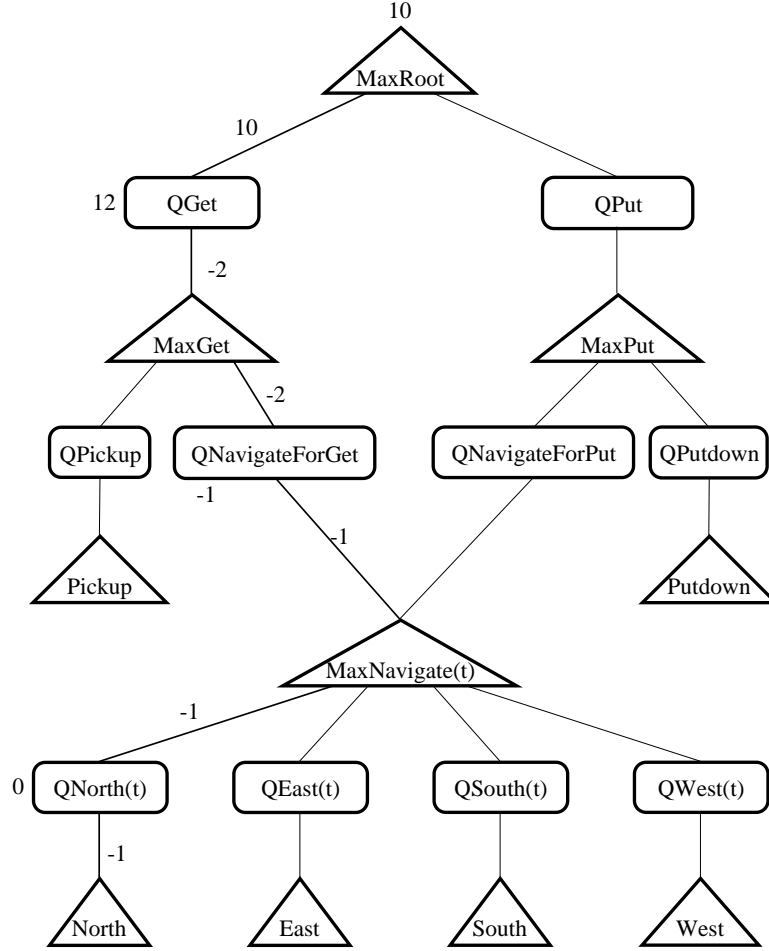 10
MaxRoot
10
12
QGet
QPut
-2
MaxGet
MaxPut
-2
QPickup
QNavigateForGet
QNavigateForPut
QPutdown
-1
-1
Pickup
Putdown
MaxNavigate(t)
-1
0
QNorth(t)
QEast(t)
QSouth(t)
QWest(t)
-1
North
East
South
West